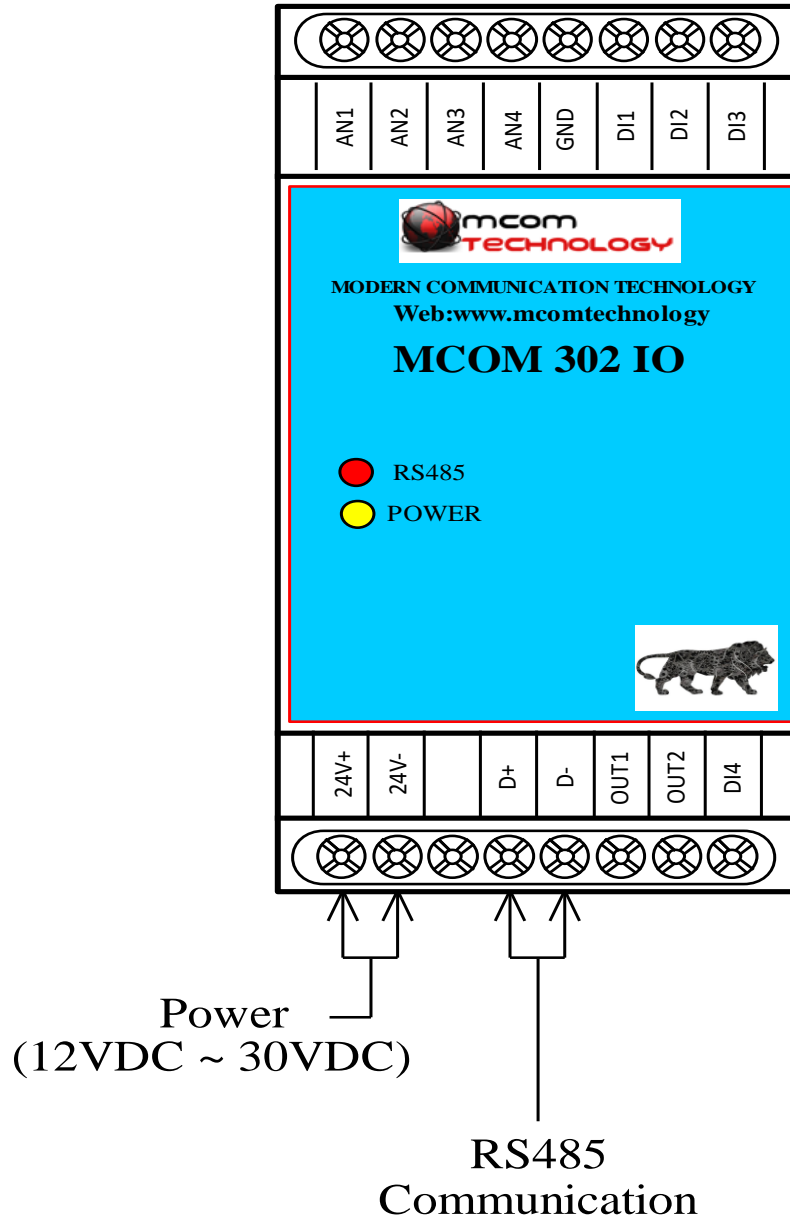 AN1 AN2 AN3 AN4 GND DI1 DI2 DI3
mcom
TECHNOLOGY
MODERN COMMUNICATION TECHNOLOGY
Web:www.mcomtechnology
MCOM 302 IO
RS485
POWER
24V+ 24V- D+ D- OUT1 OUT2 DI4
Power
(12VDC ~ 30VDC)
RS485
Communication